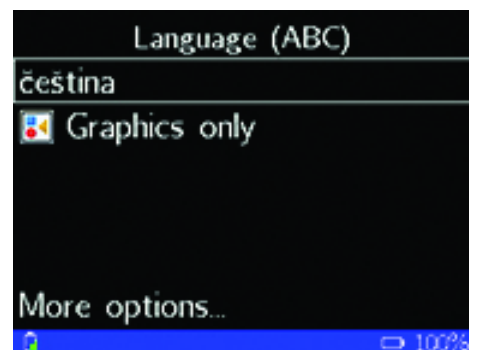 Language (ABC)
čeština
Graphics only
More options...
100%